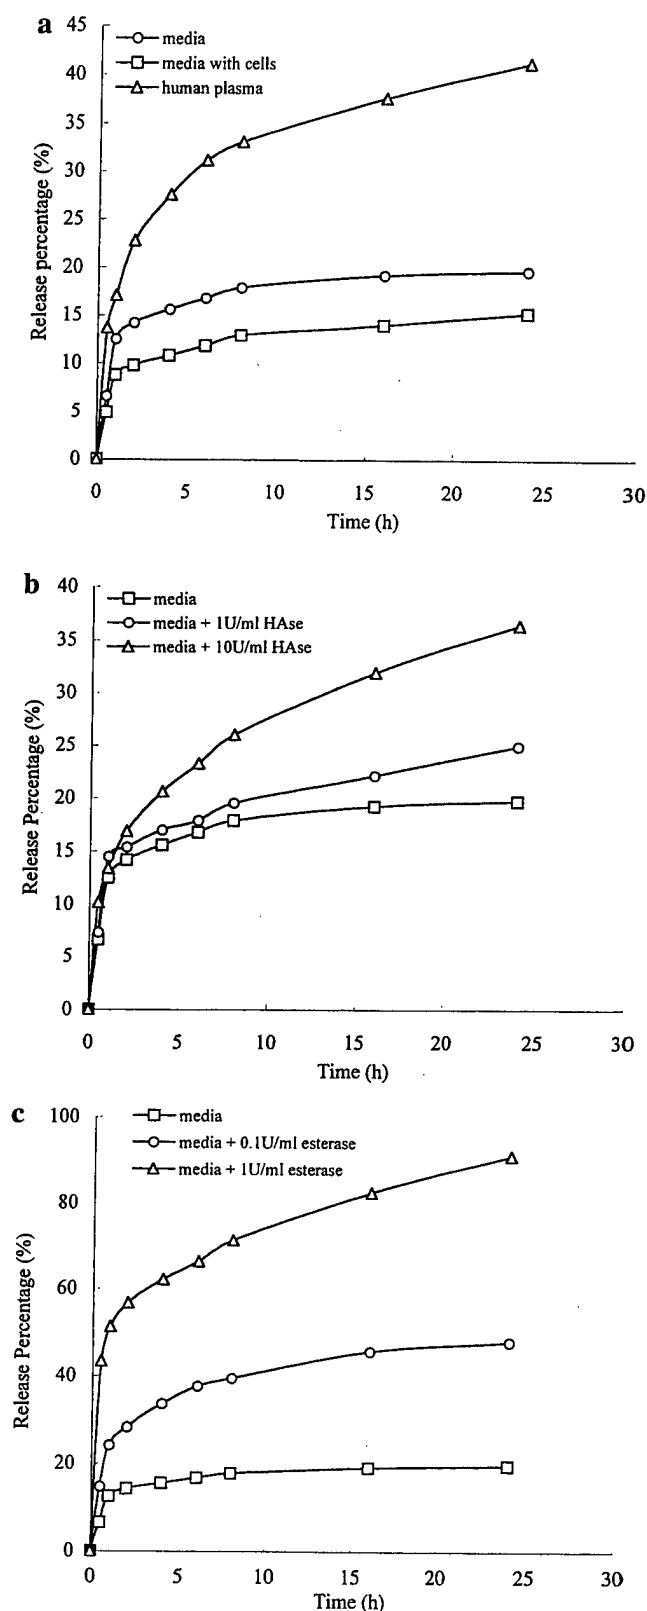 a
45
40
35
30
25
20
15
10
5
0
Release percentage (%)
media
media with cells
human plasma
0 5 10 15 20 25 30
Time (h)
b
40
35
30
25
20
15
10
5
0
Release Percentage (%)
media
media + 1U/ml HAse
media + 10U/ml HAse
0 5 10 15 20 25 30
Time (h)
c
100
80
60
40
20
0
Release Percentage (%)
media
media + 0.1U/ml esterase
media + 1U/ml esterase
0 5 10 15 20 25 30
Time (h)